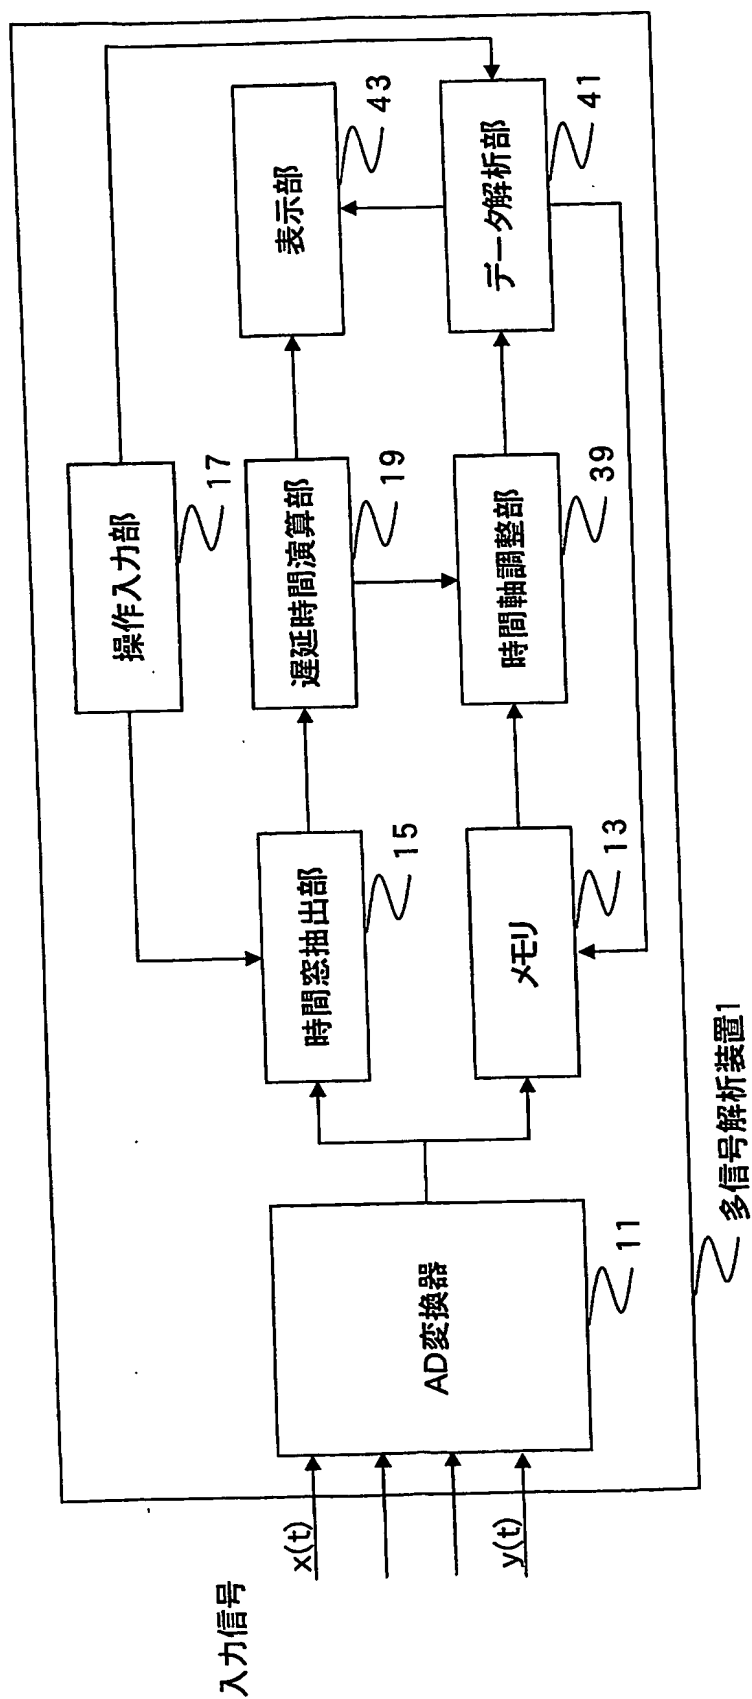 入力信号
x(t)
y(t)
AD変換器
11
時間窓抽出部
15
メモリ
13
操作入力部
17
遅延時間演算部
19
時間軸調整部
39
表示部
43
データ解析部
41
多信号解析装置1